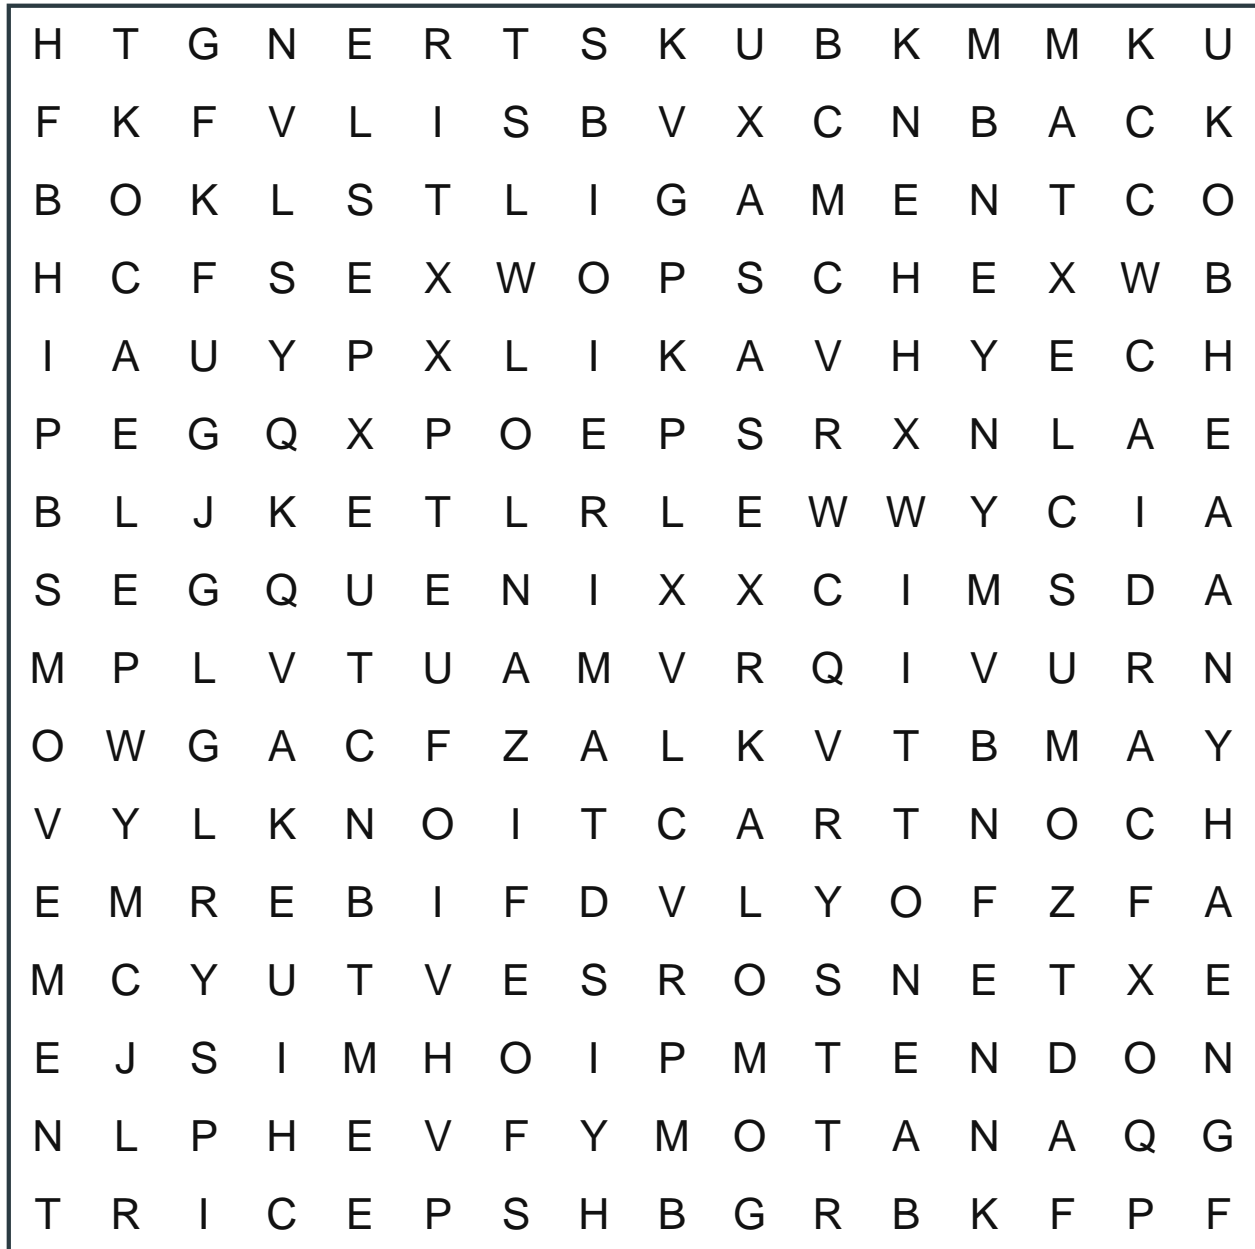 H T G N E R T S K U B K M M K U
F K F V L I S B V X C N B A C K
B O K L S T L I G A M E N T C O
H C F S E X W O P S C H E X W B
I A U Y P X L I K A V H Y E C H
P E G Q X P O E P S R X N L A E
B L J K E T L R L E W W Y C I A
S E G Q U E N I X X C I M S D A
M P L V T U A M V R Q I V U R N
O W G A C F Z A L K V T B M A Y
V Y L K N O I T C A R T N O C H
E M R E B I F D V L Y O F Z F A
M C Y U T V E S R O S N E T X E
E J S I M H O I P M T E N D O N
N L P H E V F Y M O T A N A Q G
T R I C E P S H B G R B K F P F